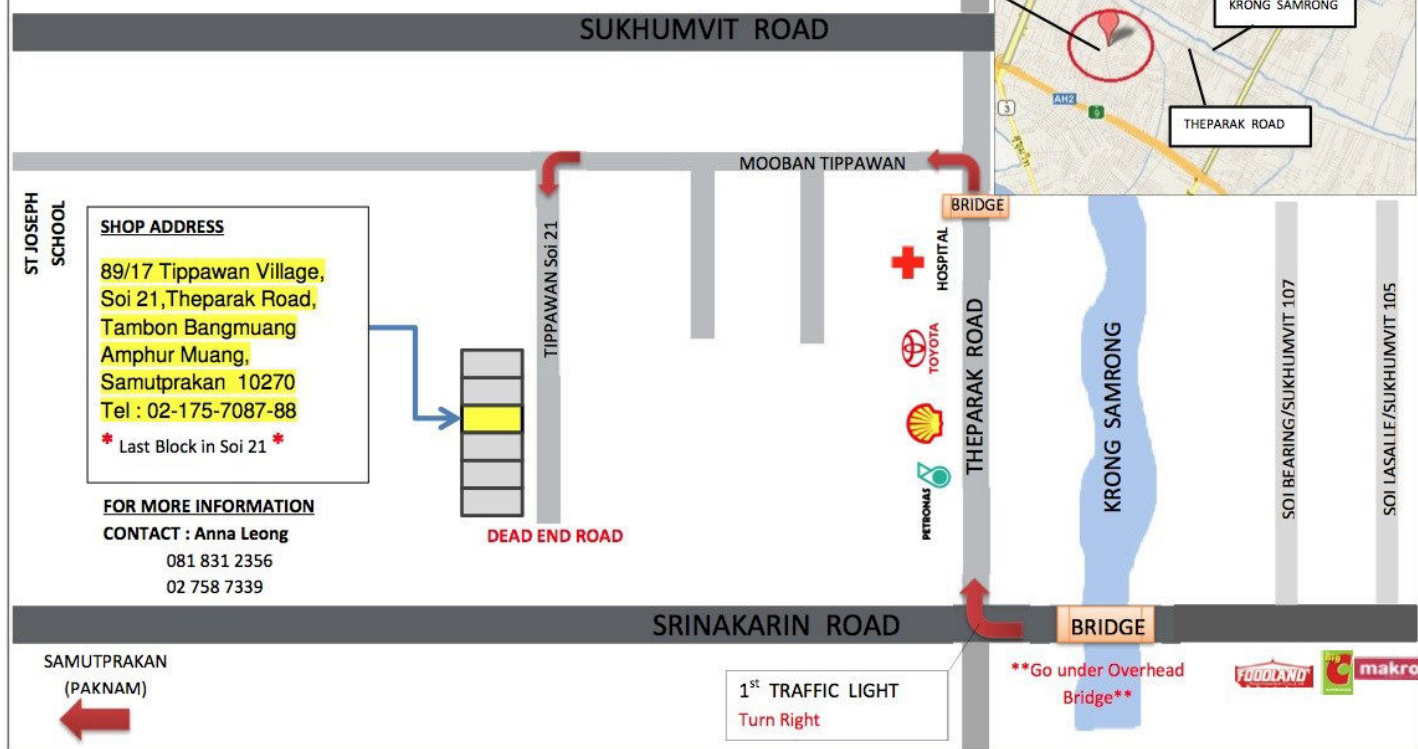 SUKHUMVIT ROAD
KRONG SAMRONG
3
AH2
9
THEPARAK ROAD
MOOBAN TIPPAWAN
BRIDGE
ST JOSEPH
SCHOOL
SHOP ADDRESS
89/17 Tippawan Village,
Soi 21,Theparak Road,
Tambon Bangmuang
Amphur Muang,
Samutprakan 10270
Tel : 02-175-7087-88
* Last Block in Soi 21 *
FOR MORE INFORMATION
CONTACT : Anna Leong
081 831 2356
02 758 7339
TIPPAWAN Soi 21
DEAD END ROAD
HOSPITAL
TOYOTA
PETRONAS
THEPARAK ROAD
KRONG SAMRONG
SOI BEARING/SUKHUMVIT 107
SOI LASALLE/SUKHUMVIT 105
SRINAKARIN ROAD
BRIDGE
SAMUTPRAKAN
(PAKNAM)
1st TRAFFIC LIGHT
Turn Right
**Go under Overhead
Bridge**
FOODLAND
Big
C
makro